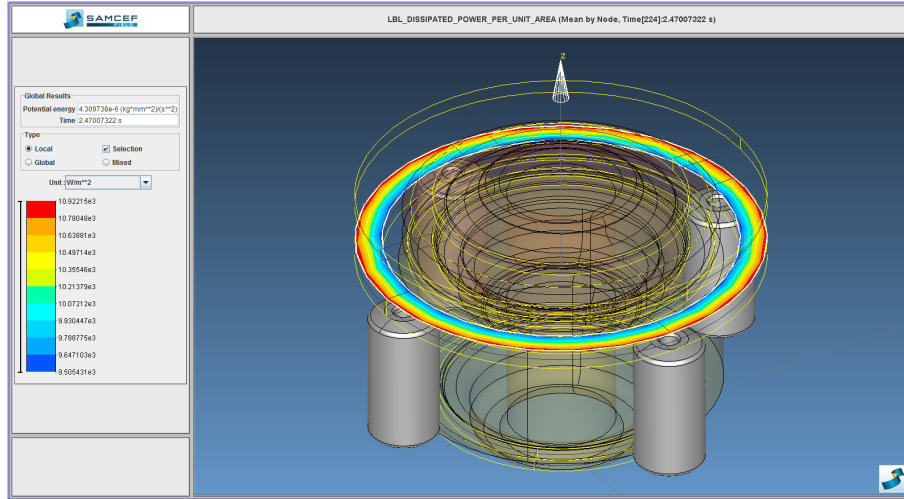 SAMCEF
FIELD
LBL_DISSIPATED_POWER_PER_UNIT_AREA (Mean by Node, Time[224]:2.47007322 s)
Global Results
Potential energy 4.309738e-6 (kg*mm**2)/(s**2)
Time 2.47007322 s
Type
Local Selection
Global Mixed
Unit : W/m**2
10.92215e3
10.78048e3
10.63881e3
10.49714e3
10.35546e3
10.21379e3
10.07212e3
9.930447e3
9.788775e3
9.647103e3
9.505431e3
Z